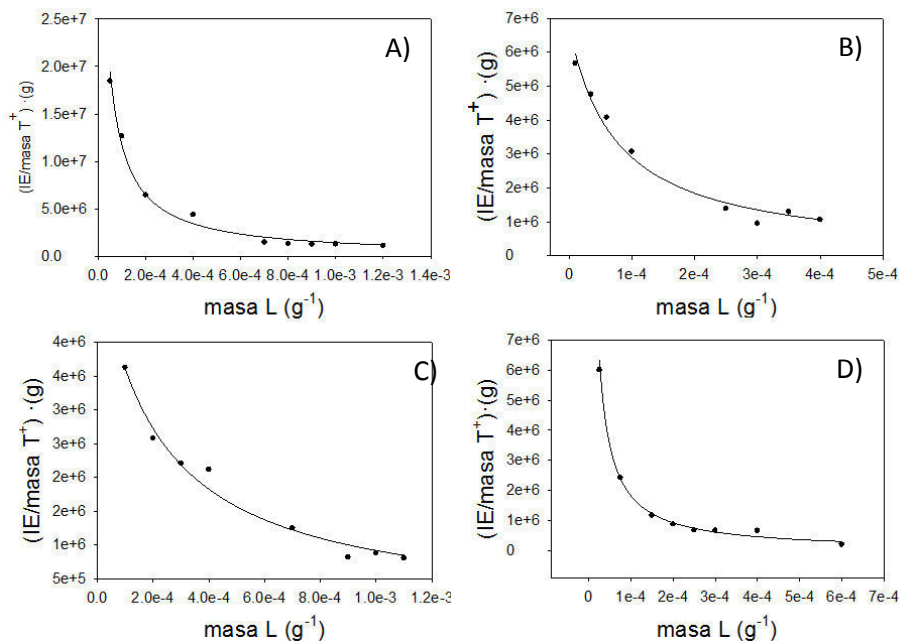 A)
(IE/masa T⁺) ·(g)
2.5e+7
2.0e+7
1.5e+7
1.0e+7
5.0e+6
0.0
0.0 2.0e-4 4.0e-4 6.0e-4 8.0e-4 1.0e-3 1.2e-3 1.4e-3
masa L (g⁻¹)
B)
(IE/masa T⁺) ·(g)
7e+6
6e+6
5e+6
4e+6
3e+6
2e+6
1e+6
0
0 1e-4 2e-4 3e-4 4e-4 5e-4
masa L (g⁻¹)
C)
(IE/masa T⁺) ·(g)
4e+6
4e+6
3e+6
3e+6
2e+6
2e+6
1e+6
5e+5
0.0 2.0e-4 4.0e-4 6.0e-4 8.0e-4 1.0e-3 1.2e-3
masa L (g⁻¹)
D)
(IE/masa T⁺)·(g)
7e+6
6e+6
5e+6
4e+6
3e+6
2e+6
1e+6
0
0 1e-4 2e-4 3e-4 4e-4 5e-4 6e-4 7e-4
masa L (g⁻¹)